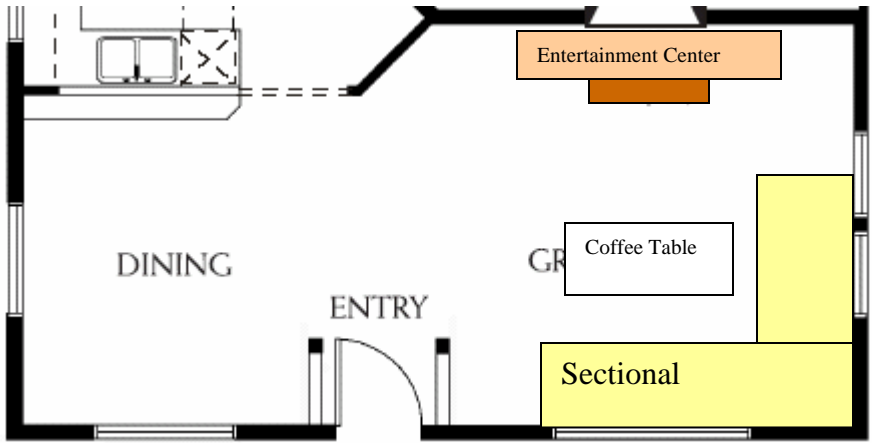 Entertainment Center
Coffee Table
GR
DINING
ENTRY
Sectional